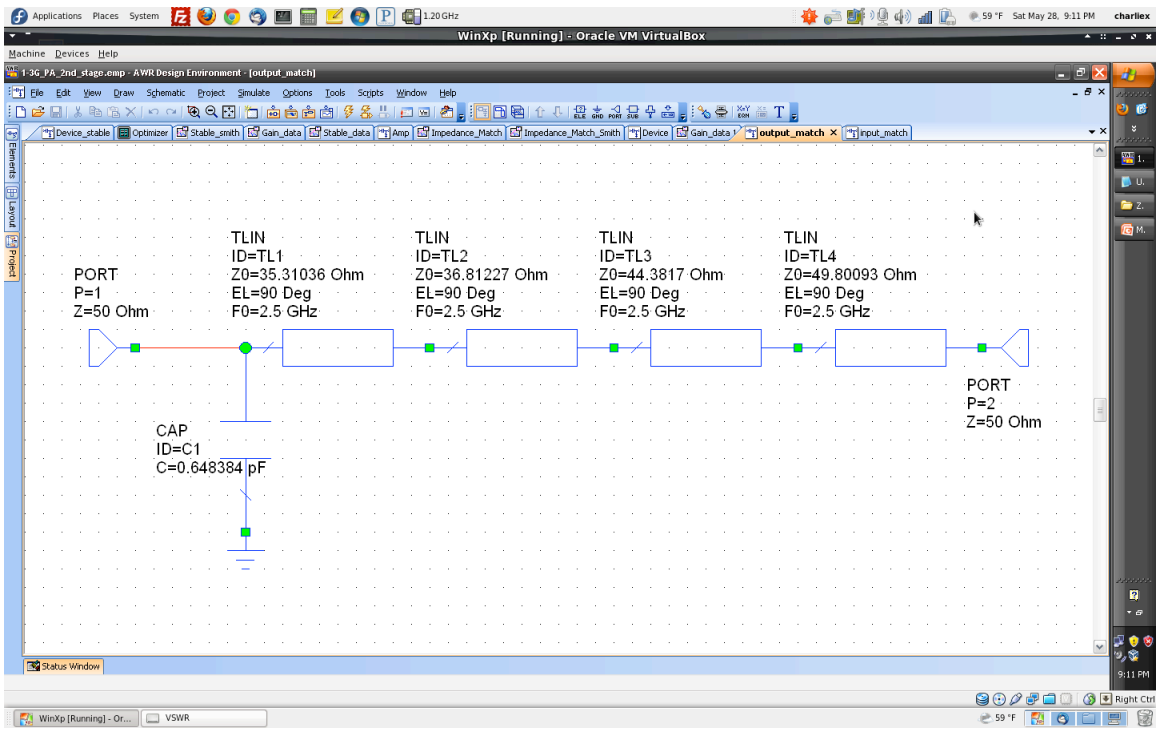 Applications Places System 1.20 GHz 59 °F Sat May 28, 9:11 PM charliex
WinXp [Running] - Oracle VM VirtualBox
Machine Devices Help
1-3G_PA_2nd_stage.emp - AWR Design Environment - [output_match]
File Edit View Draw Schematic Project Simulate Options Tools Scripts Window Help
Device_stable Optimizer Stable_smith Gain_data Stable_data Amp Impedance_Match Impedance_Match_Smith Device Gain_data 1 output_match input_match
Elements
Layout
Project
TLIN
ID=TL1
Z0=35.31036 Ohm
EL=90 Deg
F0=2.5 GHz
TLIN
ID=TL2
Z0=36.81227 Ohm
EL=90 Deg
F0=2.5 GHz
TLIN
ID=TL3
Z0=44.3817 Ohm
EL=90 Deg
F0=2.5 GHz
TLIN
ID=TL4
Z0=49.80093 Ohm
EL=90 Deg
F0=2.5 GHz
PORT
P=1
Z=50 Ohm
PORT
P=2
Z=50 Ohm
CAP
ID=C1
C=0.648384 pF
1.
U.
Z.
M.
Status Window
9:11 PM
Right Ctrl
WinXp [Running] - Or... VSWR 59 °F